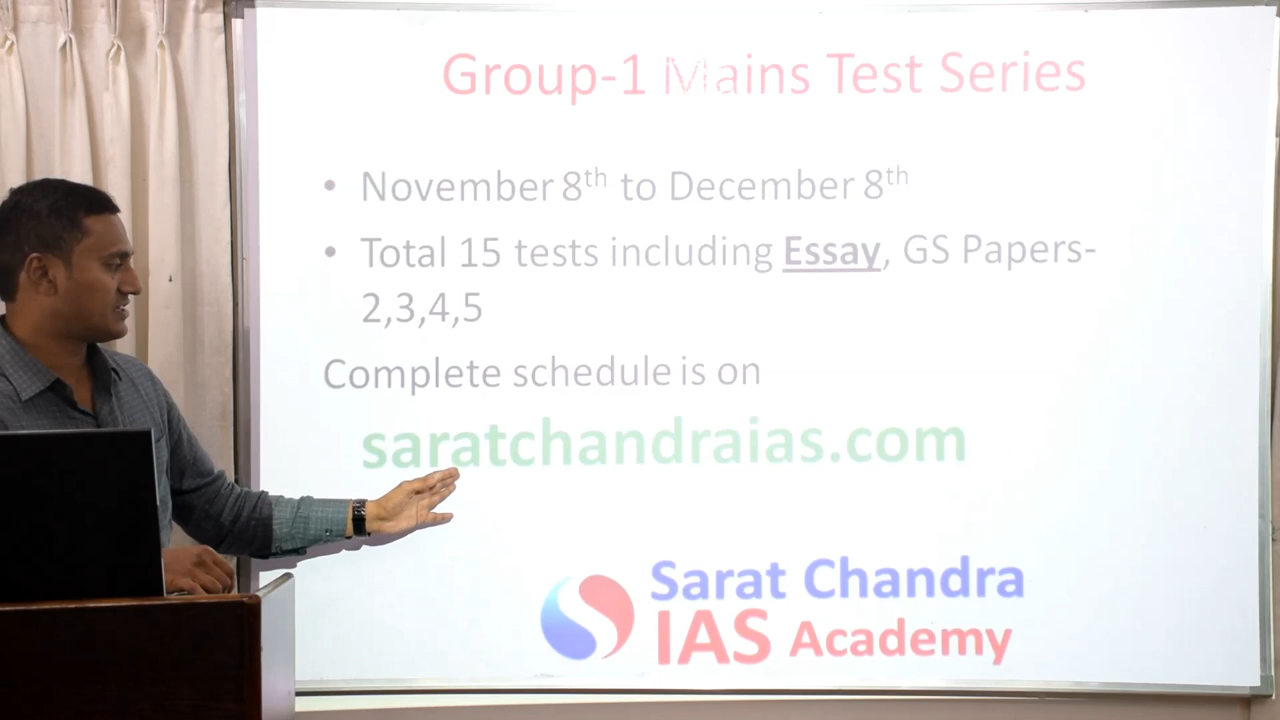 Group-1 Mains Test Series
• November 8th to December 8th
• Total 15 tests including Essay, GS Papers-
2,3,4,5
Complete schedule is on
saratchandraias.com
Sarat Chandra
IAS Academy